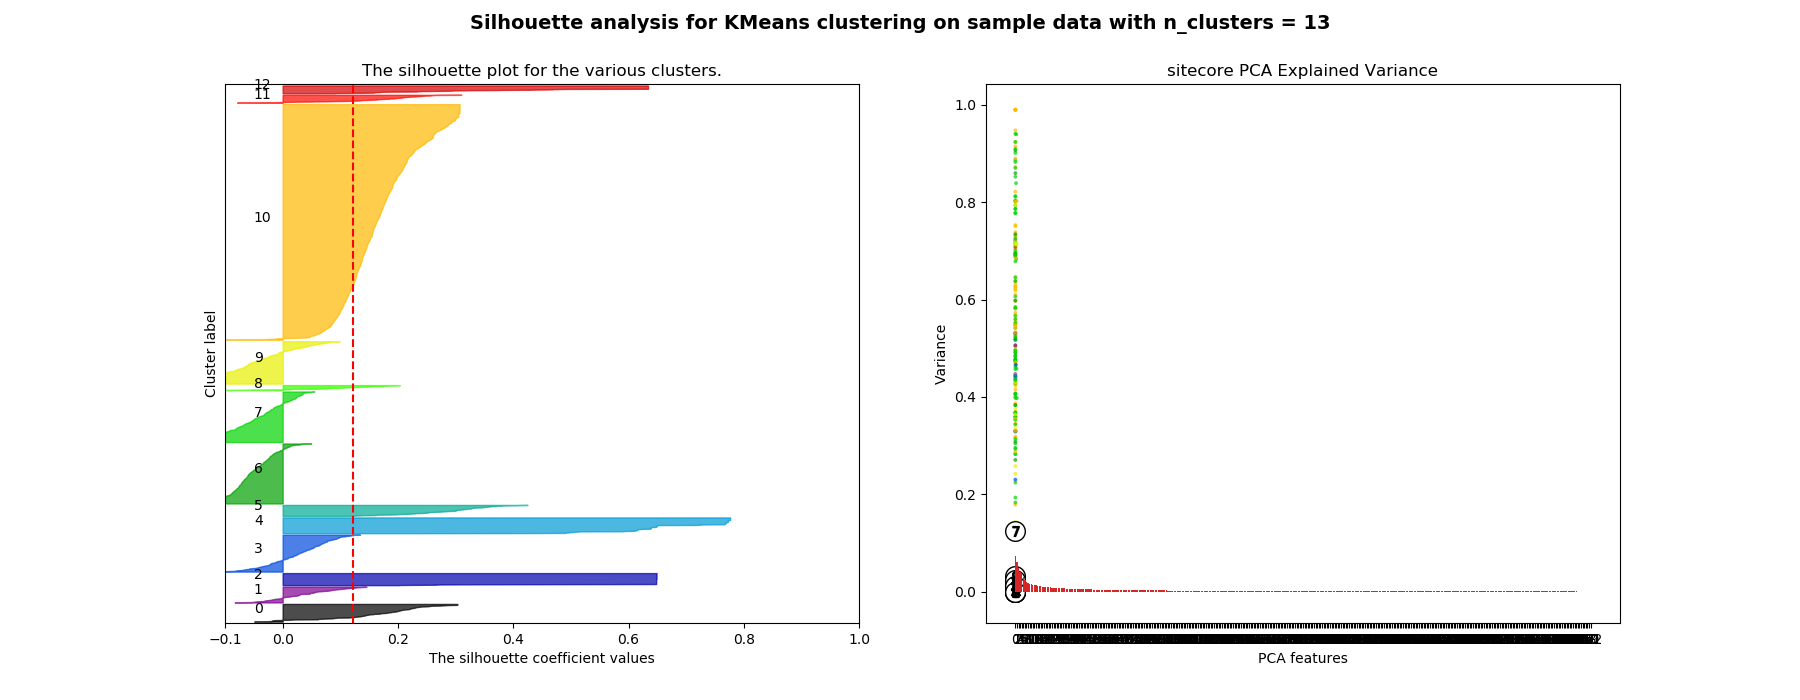 Silhouette analysis for KMeans clustering on sample data with n_clusters = 13
The silhouette plot for the various clusters.
12
11
10
9
8
7
6
5
4
3
2
1
0
Cluster label
−0.1 0.0 0.2 0.4 0.6 0.8 1.0
The silhouette coefficient values
sitecore PCA Explained Variance
1.0
0.8
0.6
0.4
0.2
0.0
Variance
7
PCA features